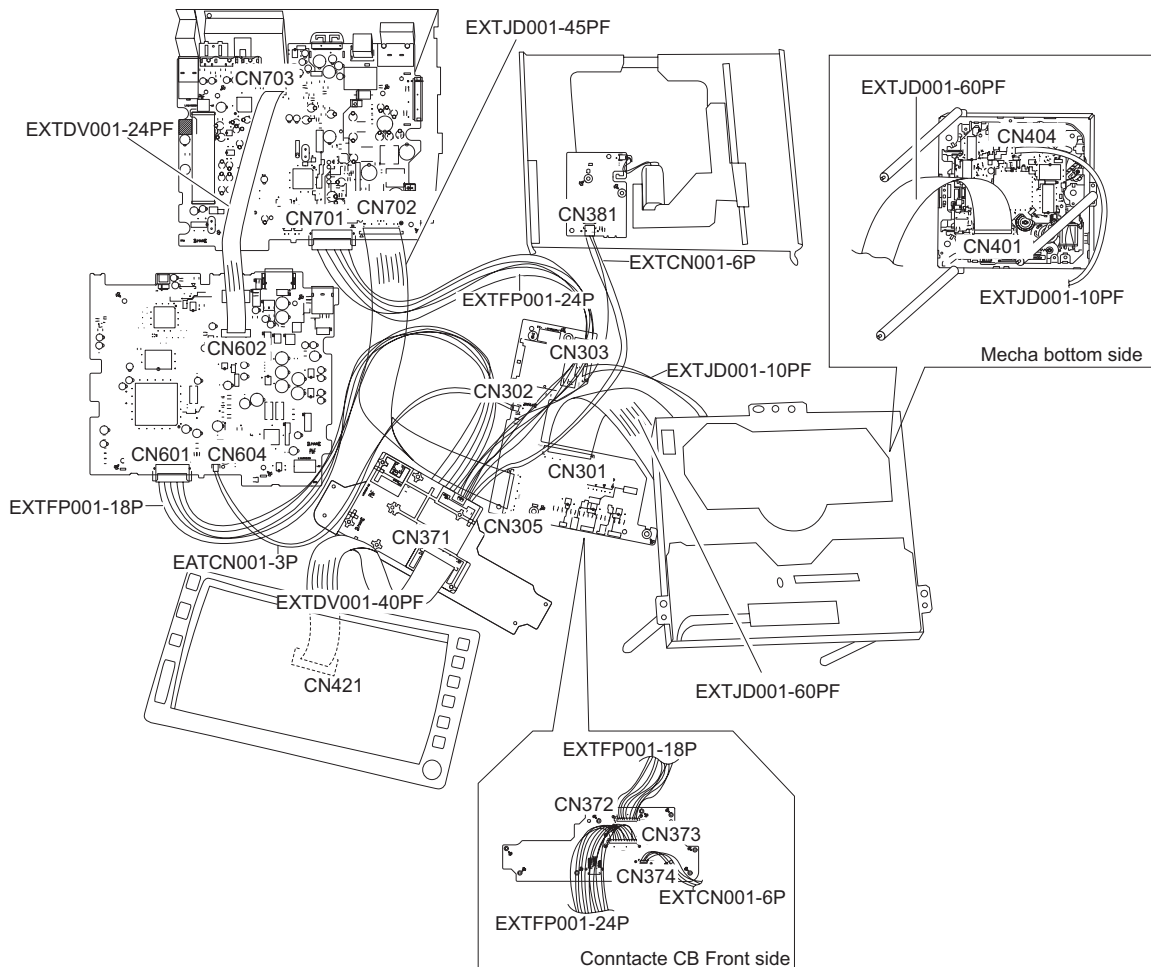 EXTJD001-45PF
CN703
EXTJD001-60PF
EXTDV001-24PF
CN404
CN701
CN702
CN381
CN401
EXTCN001-6P
EXTJD001-10PF
EXTFP001-24P
CN602
CN303
Mecha bottom side
EXTJD001-10PF
CN302
CN601
CN604
CN301
EXTFP001-18P
CN305
CN371
EATCN001-3P
EXTDV001-40PF
CN421
EXTJD001-60PF
EXTFP001-18P
CN372
CN373
CN374
EXTCN001-6P
EXTFP001-24P
Conntacte CB Front side